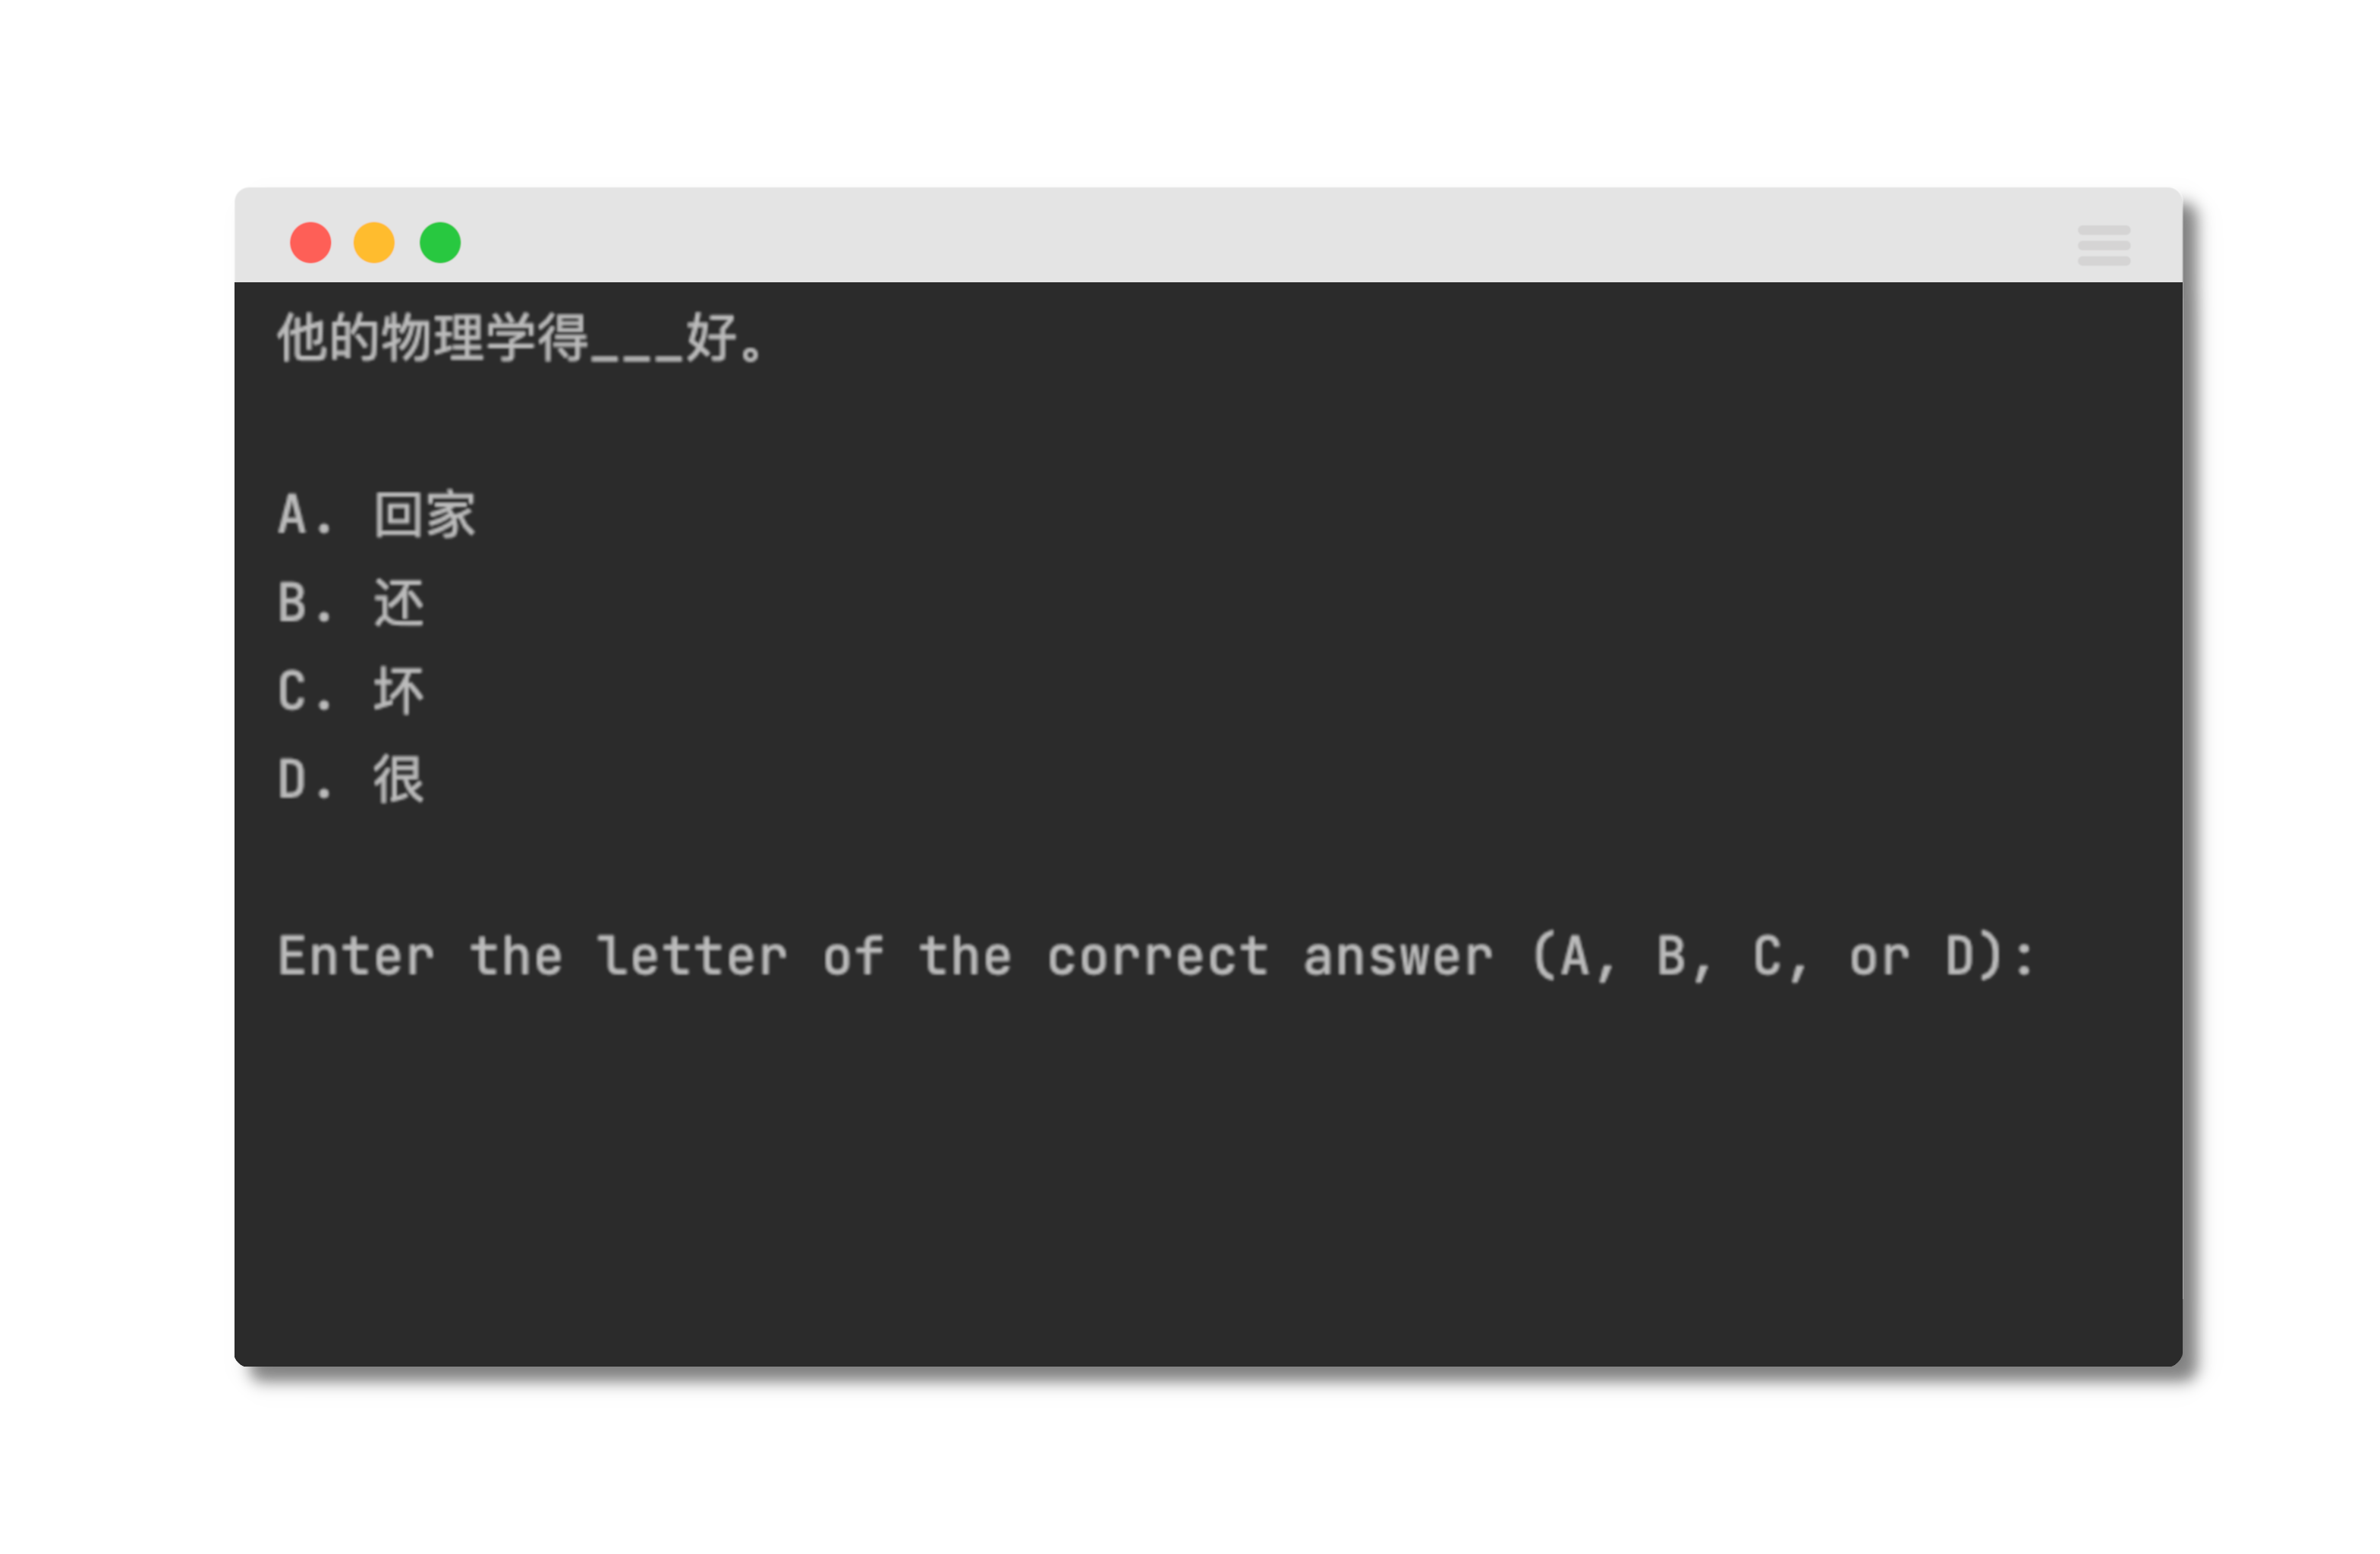 他的物理学得___好。
A. 回家
B. 还
C. 坏
D. 很
Enter the letter of the correct answer (A, B, C, or D):